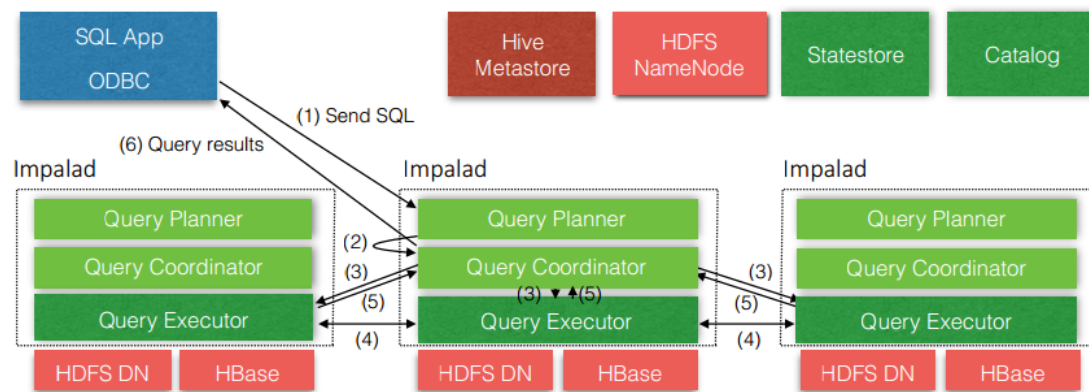 SQL App
ODBC
Hive
Metastore
HDFS
NameNode
Statestore
Catalog
(1) Send SQL
(6) Query results
Impalad
Impalad
Impalad
Query Planner
Query Planner
Query Planner
(2)
Query Coordinator
Query Coordinator
Query Coordinator
(3)
(3)
(3)
(5)
(5)
(5)
Query Executor
Query Executor
Query Executor
(4)
(4)
HDFS DN
HBase
HDFS DN
HBase
HDFS DN
HBase